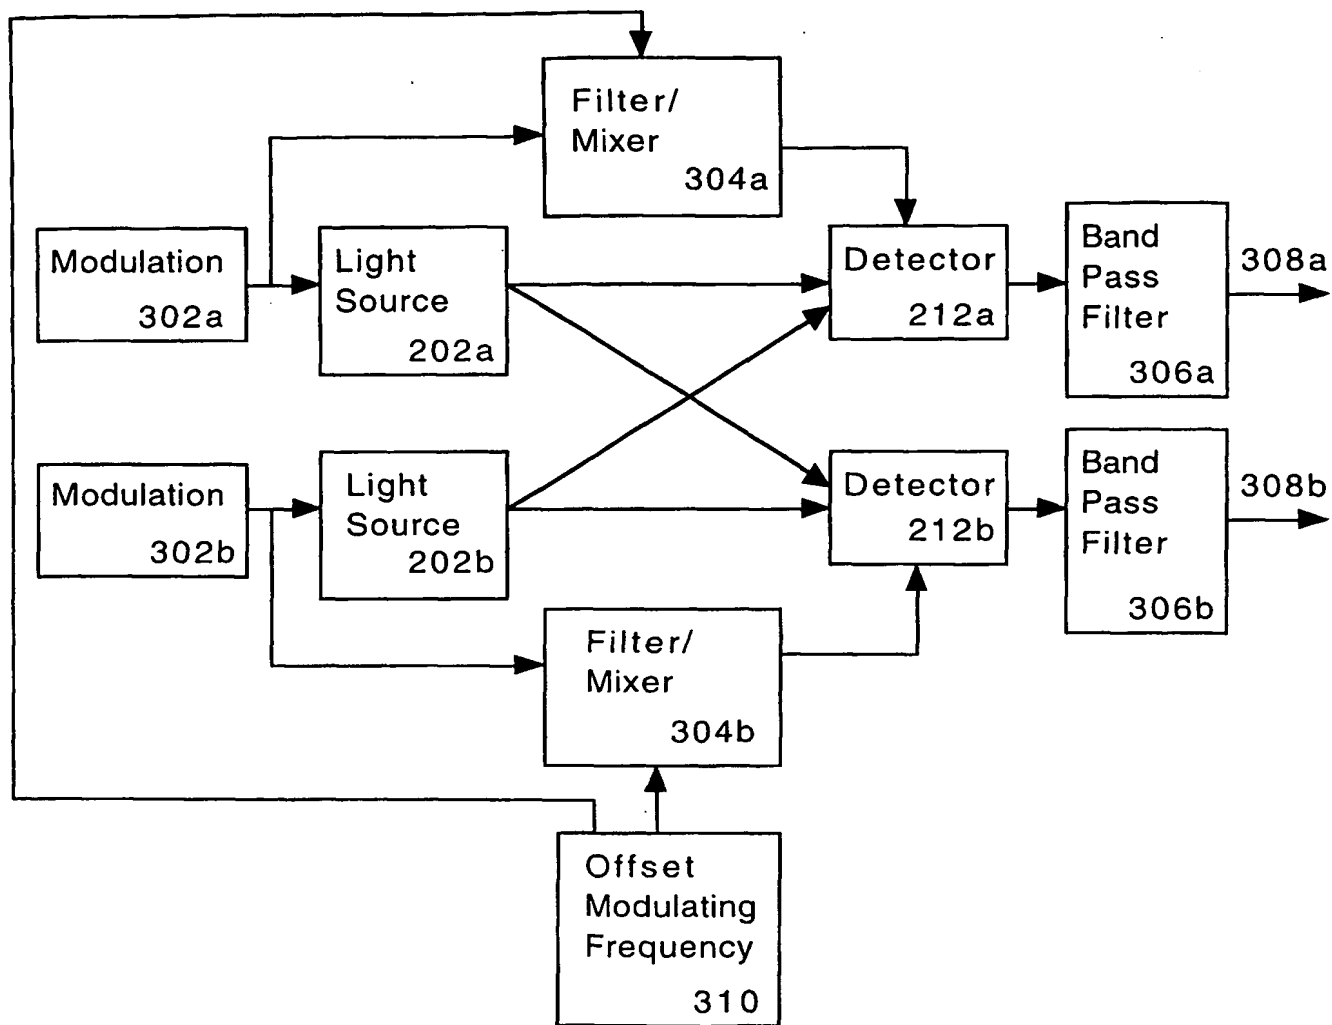 Filter/
Mixer
304a
Modulation
302a
Light
Source
202a
Detector
212a
Band
Pass
Filter
306a
308a
Modulation
302b
Light
Source
202b
Detector
212b
Band
Pass
Filter
306b
308b
Filter/
Mixer
304b
Offset
Modulating
Frequency
310